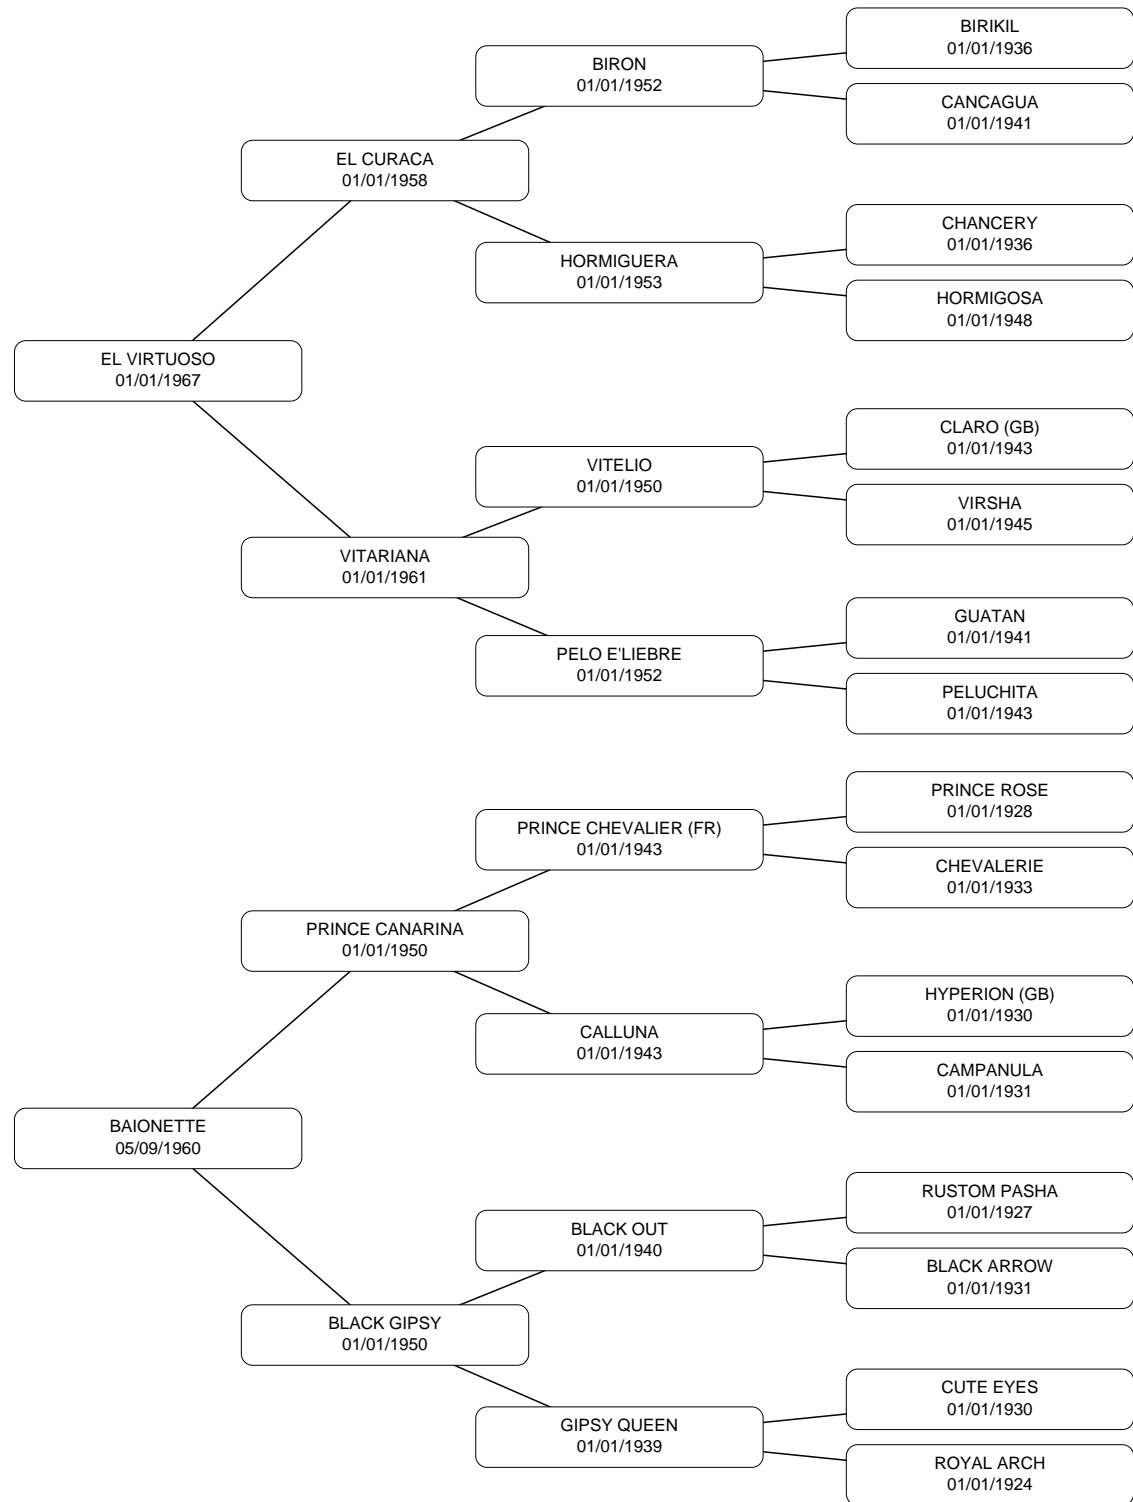 BIRIKIL
01/01/1936
BIRON
01/01/1952
CANCAGUA
01/01/1941
EL CURACA
01/01/1958
CHANCERY
01/01/1936
HORMIGUERA
01/01/1953
HORMIGOSA
01/01/1948
EL VIRTUOSO
01/01/1967
CLARO (GB)
01/01/1943
VITELIO
01/01/1950
VIRSHA
01/01/1945
VITARIANA
01/01/1961
GUATAN
01/01/1941
PELO E'LIEBRE
01/01/1952
PELUCHITA
01/01/1943
PRINCE ROSE
01/01/1928
PRINCE CHEVALIER (FR)
01/01/1943
CHEVALERIE
01/01/1933
PRINCE CANARINA
01/01/1950
HYPERION (GB)
01/01/1930
CALLUNA
01/01/1943
CAMPANULA
01/01/1931
BAIONETTE
05/09/1960
RUSTOM PASHA
01/01/1927
BLACK OUT
01/01/1940
BLACK ARROW
01/01/1931
BLACK GIPSY
01/01/1950
CUTE EYES
01/01/1930
GIPSY QUEEN
01/01/1939
ROYAL ARCH
01/01/1924